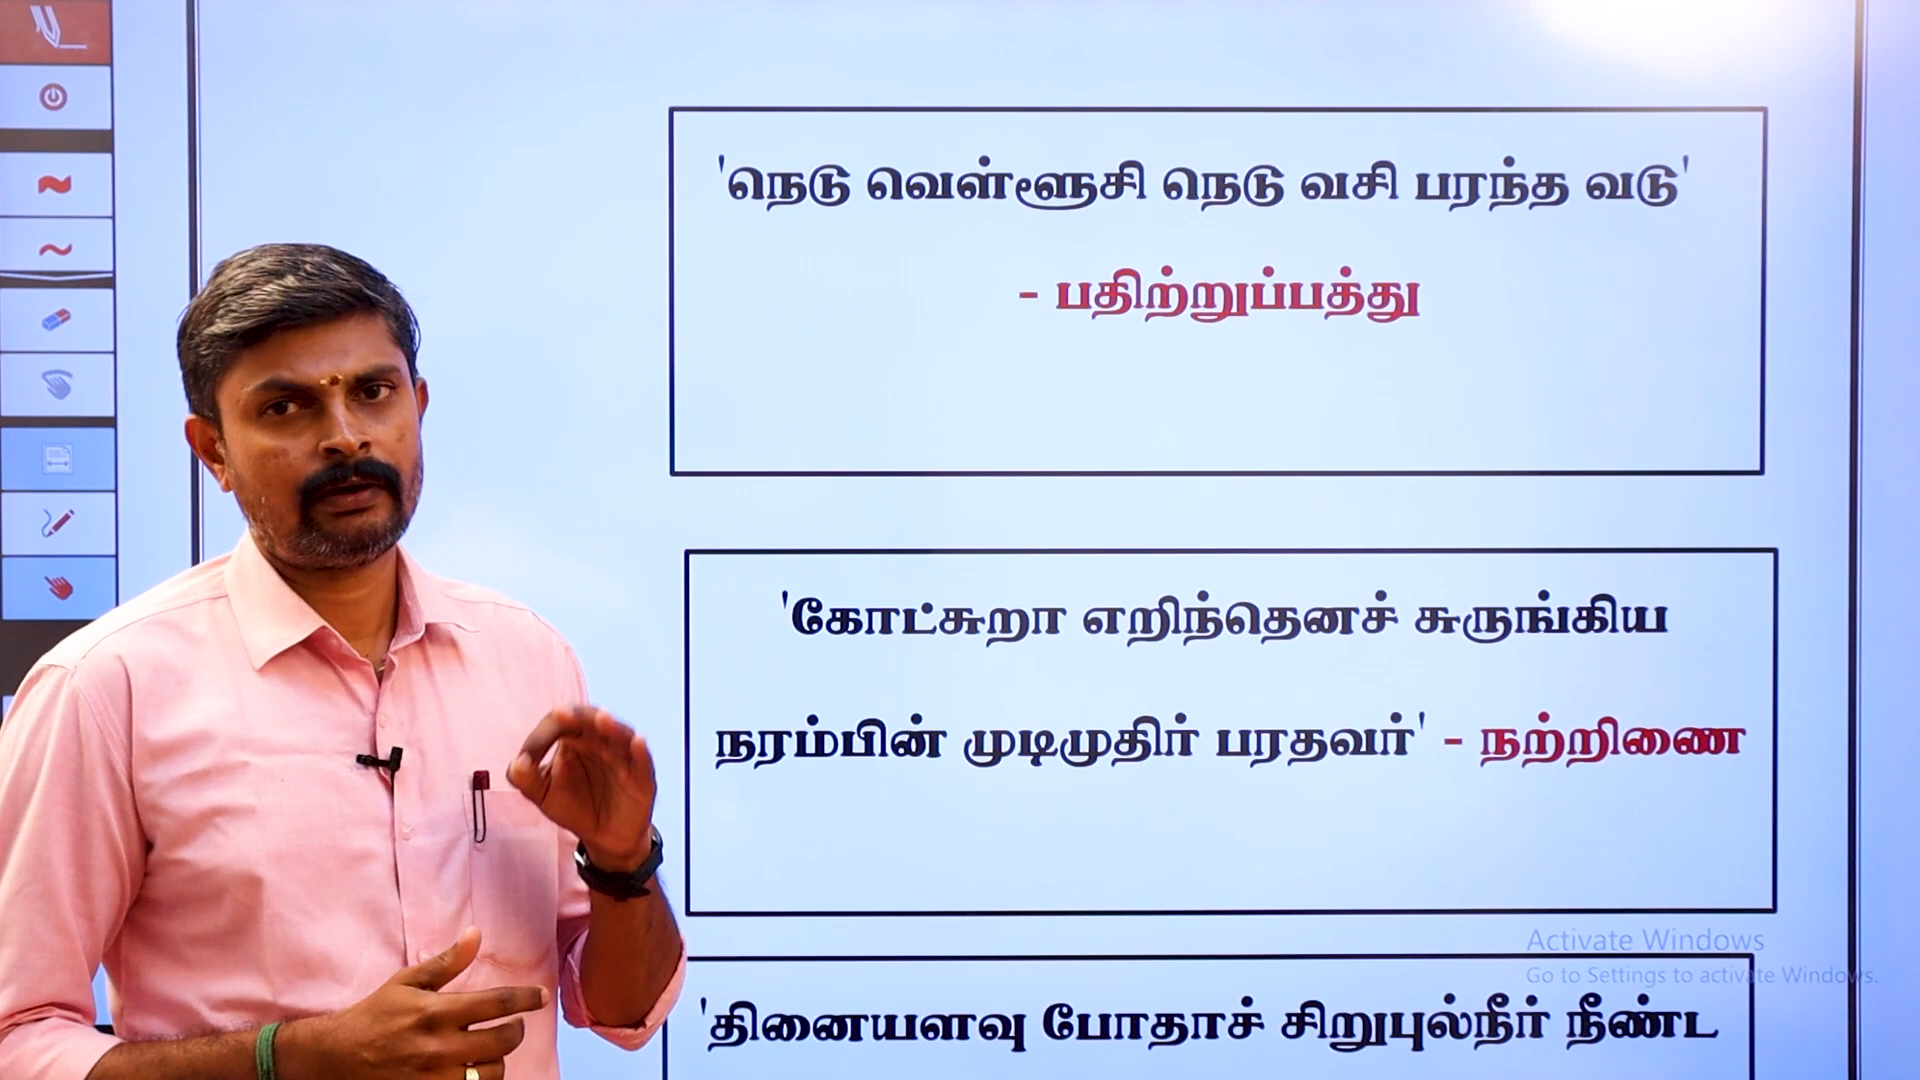 'நெடு வெள்ளூசி நெடு வசி பரந்த வடு'
- பதிற்றுப்பத்து
'கோட்சுறா எறிந்தெனச் சுருங்கிய
நரம்பின் முடிமுதிர் பரதவர்' - நற்றிணை
Activate Windows
Go to Settings to activate Windows.
'தினையளவு போதாச் சிறுபுல்நீர் நீண்ட